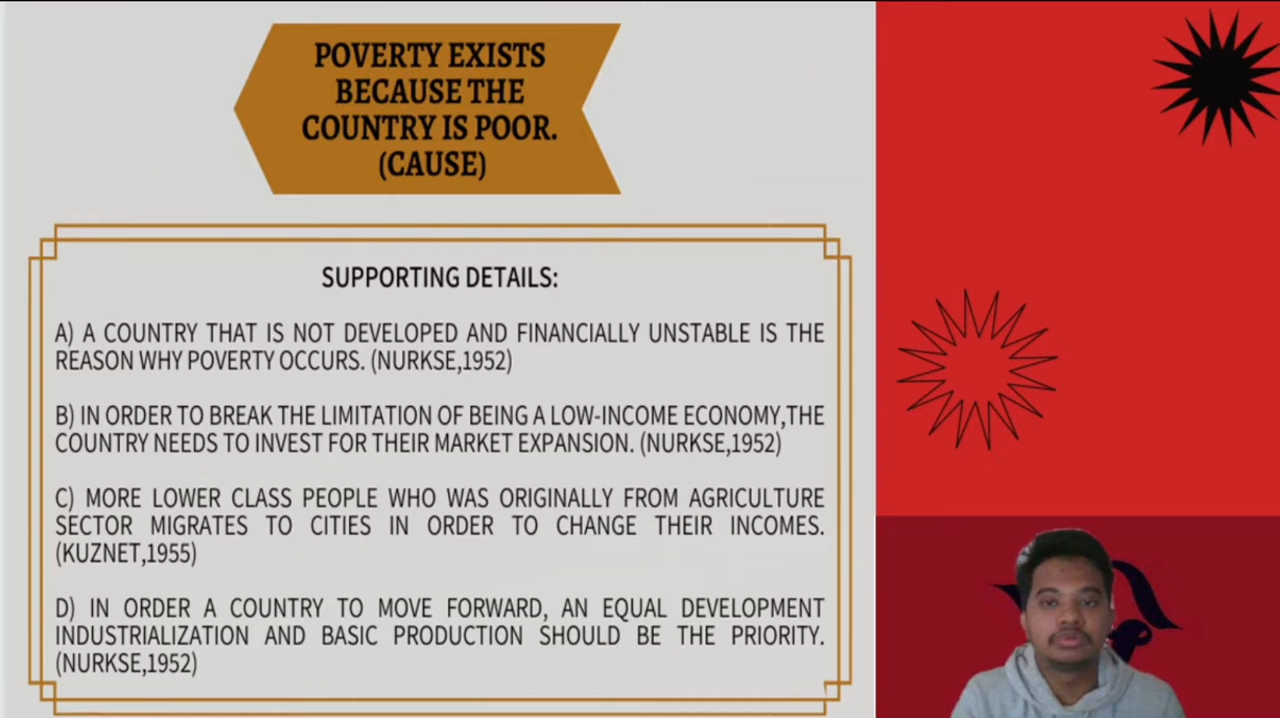 POVERTY EXISTS
BECAUSE THE
COUNTRY IS POOR.
(CAUSE)
SUPPORTING DETAILS:
A) A COUNTRY THAT IS NOT DEVELOPED AND FINANCIALLY UNSTABLE IS THE
REASON WHY POVERTY OCCURS. (NURKSE,1952)
B) IN ORDER TO BREAK THE LIMITATION OF BEING A LOW-INCOME ECONOMY,THE
COUNTRY NEEDS TO INVEST FOR THEIR MARKET EXPANSION. (NURKSE,1952)
C) MORE LOWER CLASS PEOPLE WHO WAS ORIGINALLY FROM AGRICULTURE
SECTOR MIGRATES TO CITIES IN ORDER TO CHANGE THEIR INCOMES.
(KUZNET,1955)
D) IN ORDER A COUNTRY TO MOVE FORWARD, AN EQUAL DEVELOPMENT
INDUSTRIALIZATION AND BASIC PRODUCTION SHOULD BE THE PRIORITY.
(NURKSE,1952)